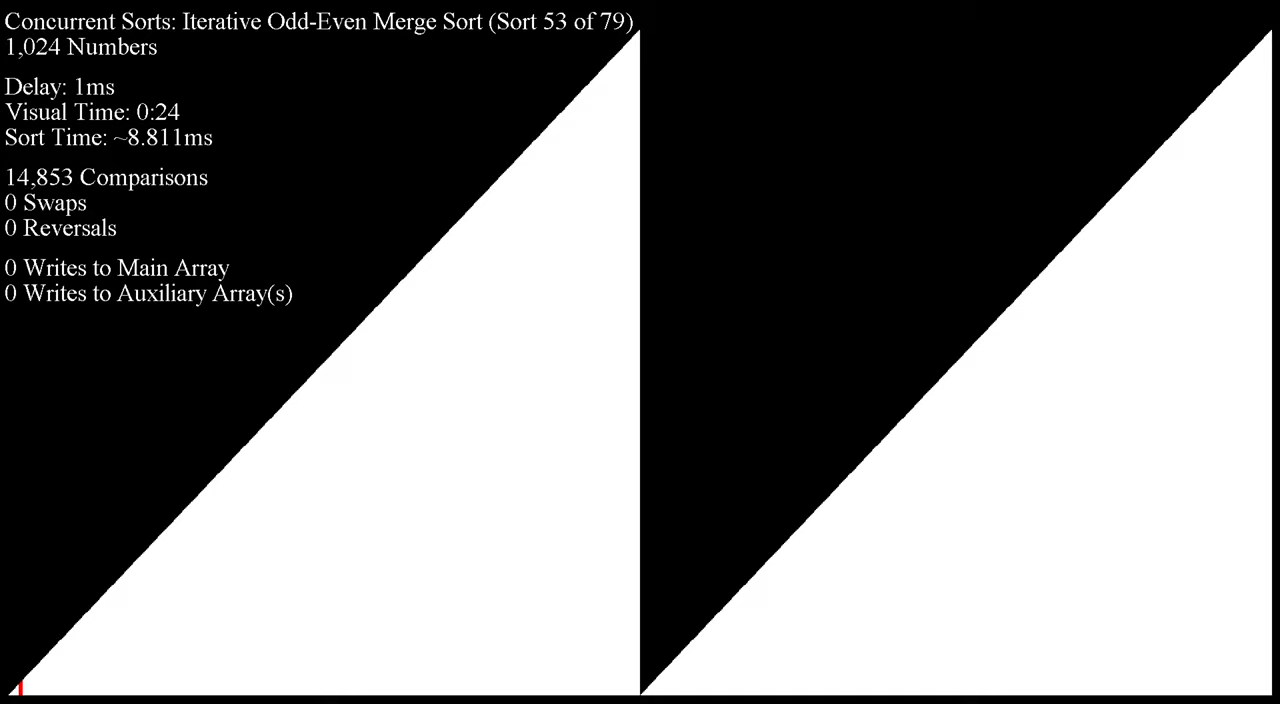 Concurrent Sorts: Iterative Odd-Even Merge Sort (Sort 53 of 79)
1,024 Numbers
Delay: 1ms
Visual Time: 0:24
Sort Time: ~8.811ms
14,853 Comparisons
0 Swaps
0 Reversals
0 Writes to Main Array
0 Writes to Auxiliary Array(s)